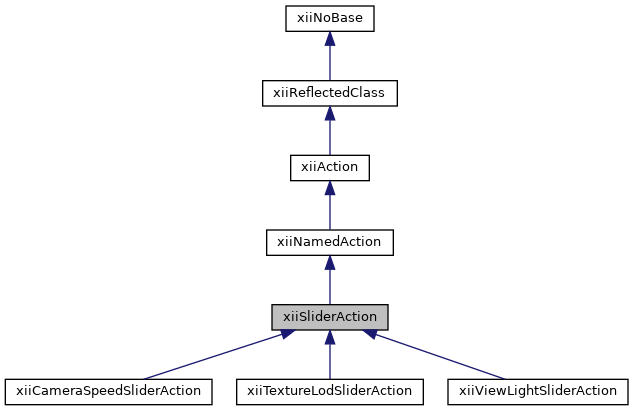 xiiNoBase
xiiReflectedClass
xiiAction
xiiNamedAction
xiiSliderAction
xiiCameraSpeedSliderAction
xiiTextureLodSliderAction
xiiViewLightSliderAction